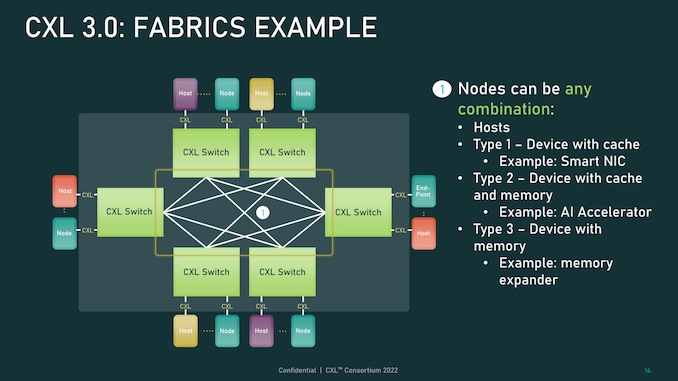 CXL 3.0: FABRICS EXAMPLE
Host
Node
Host
Node
CXL
CXL
CXL
CXL
CXL Switch
CXL Switch
Host
CXL
CXL Switch
Node
CXL
1
CXL Switch
CXL
End-
Point
CXL
Host
CXL Switch
CXL Switch
CXL
CXL
CXL
CXL
Host
Node
Host
Node
1 Nodes can be any
combination:
• Hosts
• Type 1 – Device with cache
• Example: Smart NIC
• Type 2 – Device with cache
and memory
• Example: AI Accelerator
• Type 3 – Device with
memory
• Example: memory
expander
Confidential | CXL™ Consortium 2022
14